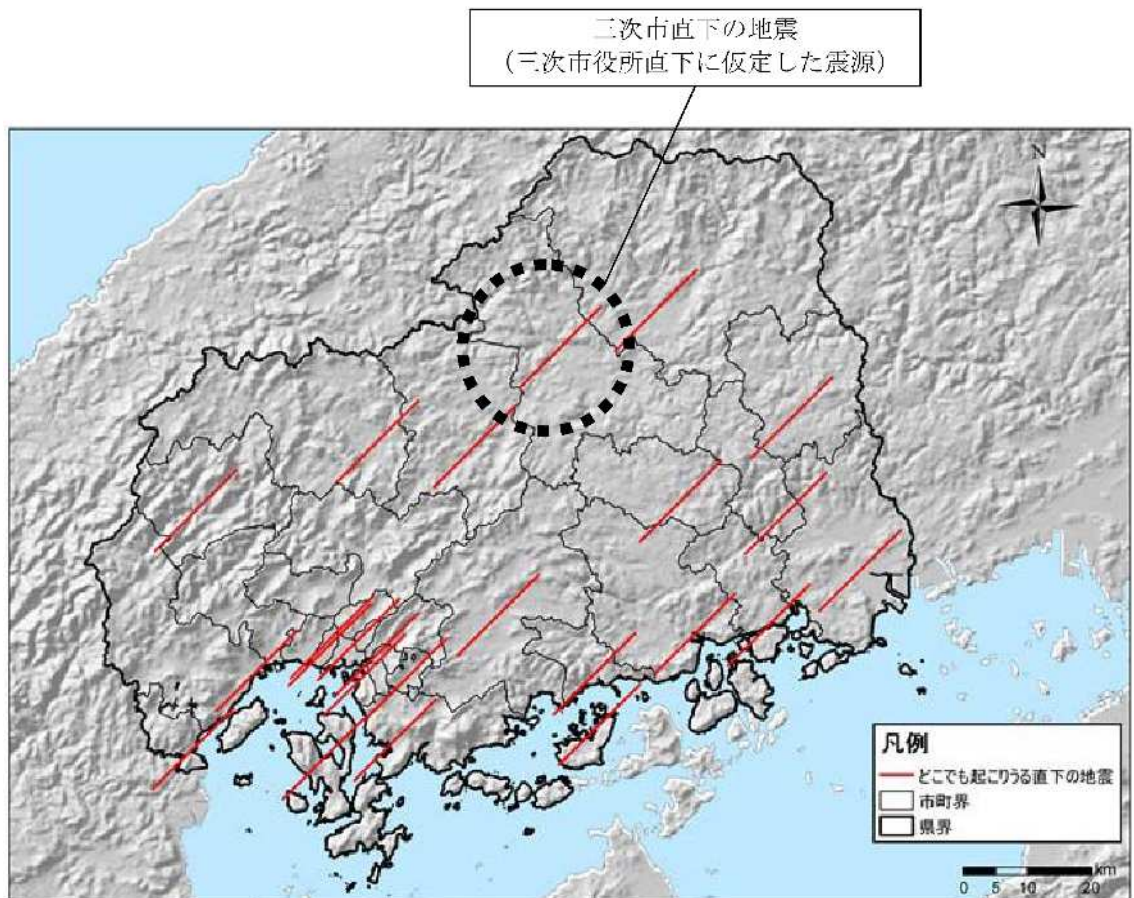 三次市直下の地震
（三次市役所直下に仮定した震源）
N
凡例
どこでも起こりうる直下の地震
市町界
県界
km
0 5 10 20